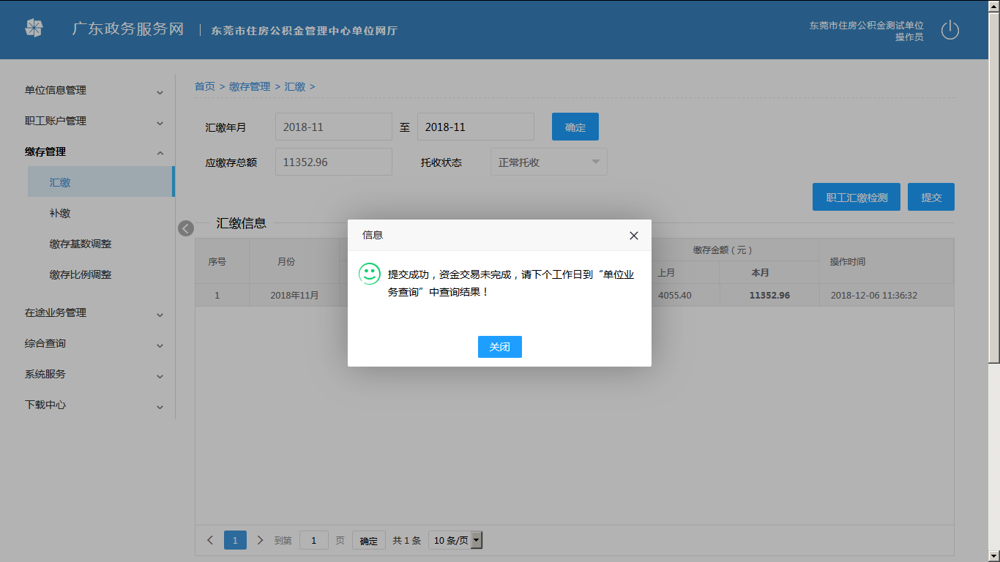 广东政务服务网
东莞市住房公积金管理中心单位网厅
东莞市住房公积金测试单位
操作员
单位信息管理
职工账户管理
缴存管理
汇缴
补缴
缴存基数调整
缴存比例调整
在途业务管理
综合查询
系统服务
下载中心
首页 > 缴存管理 > 汇缴 >
汇缴年月 2018-11 至 2018-11 确定
应缴存总额 11352.96 托收状态 正常托收
职工汇缴检测 提交
汇缴信息
序号 月份 缴存金额（元） 操作时间
上月 本月
1 2018年11月 4055.40 11352.96 2018-12-06 11:36:32
信息
提交成功，资金交易未完成，请下个工作日到“单位业
务查询”中查询结果！
关闭
1 到第 1 页 确定 共 1 条 10 条/页